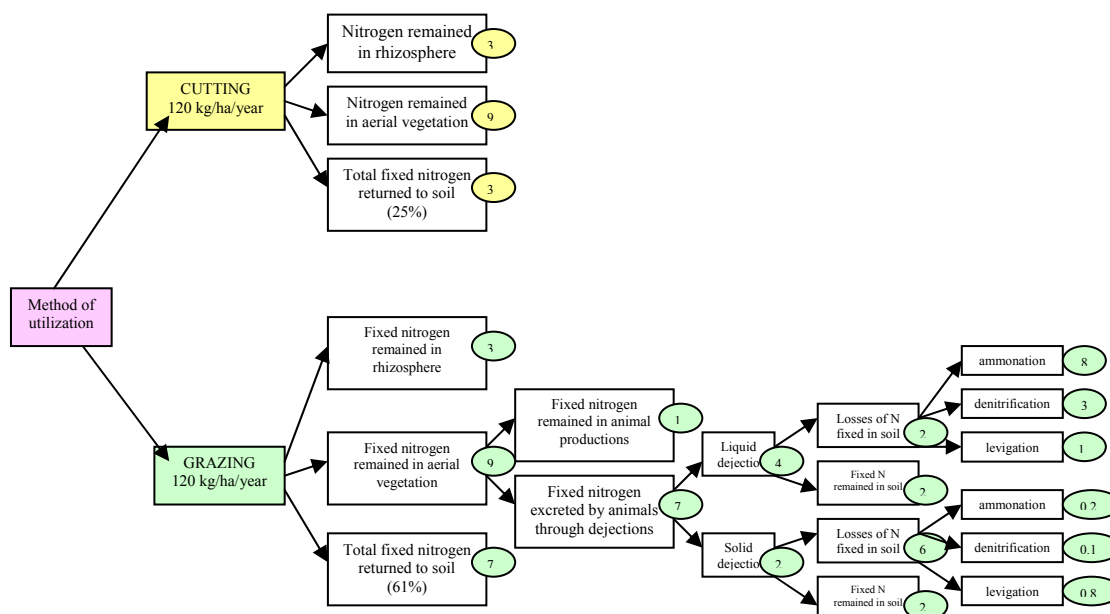 Nitrogen remained
in rhizosphere
3
CUTTING
120 kg/ha/year
Nitrogen remained
in aerial vegetation
9
Total fixed nitrogen
returned to soil
(25%)
3
Method of
utilization
Fixed nitrogen
remained in
rhizosphere
3
GRAZING
120 kg/ha/year
Fixed nitrogen
remained in aerial
vegetation
9
Total fixed nitrogen
returned to soil
(61%)
7
Fixed nitrogen
remained in animal
productions
1
Fixed nitrogen
excreted by animals
through dejections
7
Liquid
4
Solid
2
Losses of N
fixed in soil
2
Fixed N
remained in soil
2
Losses of N
fixed in soil
6
Fixed N
remained in soil
2
ammonation
8
denitrification
3
levigation
1
ammonation
0.2
denitrification
0.1
levigation
0.8